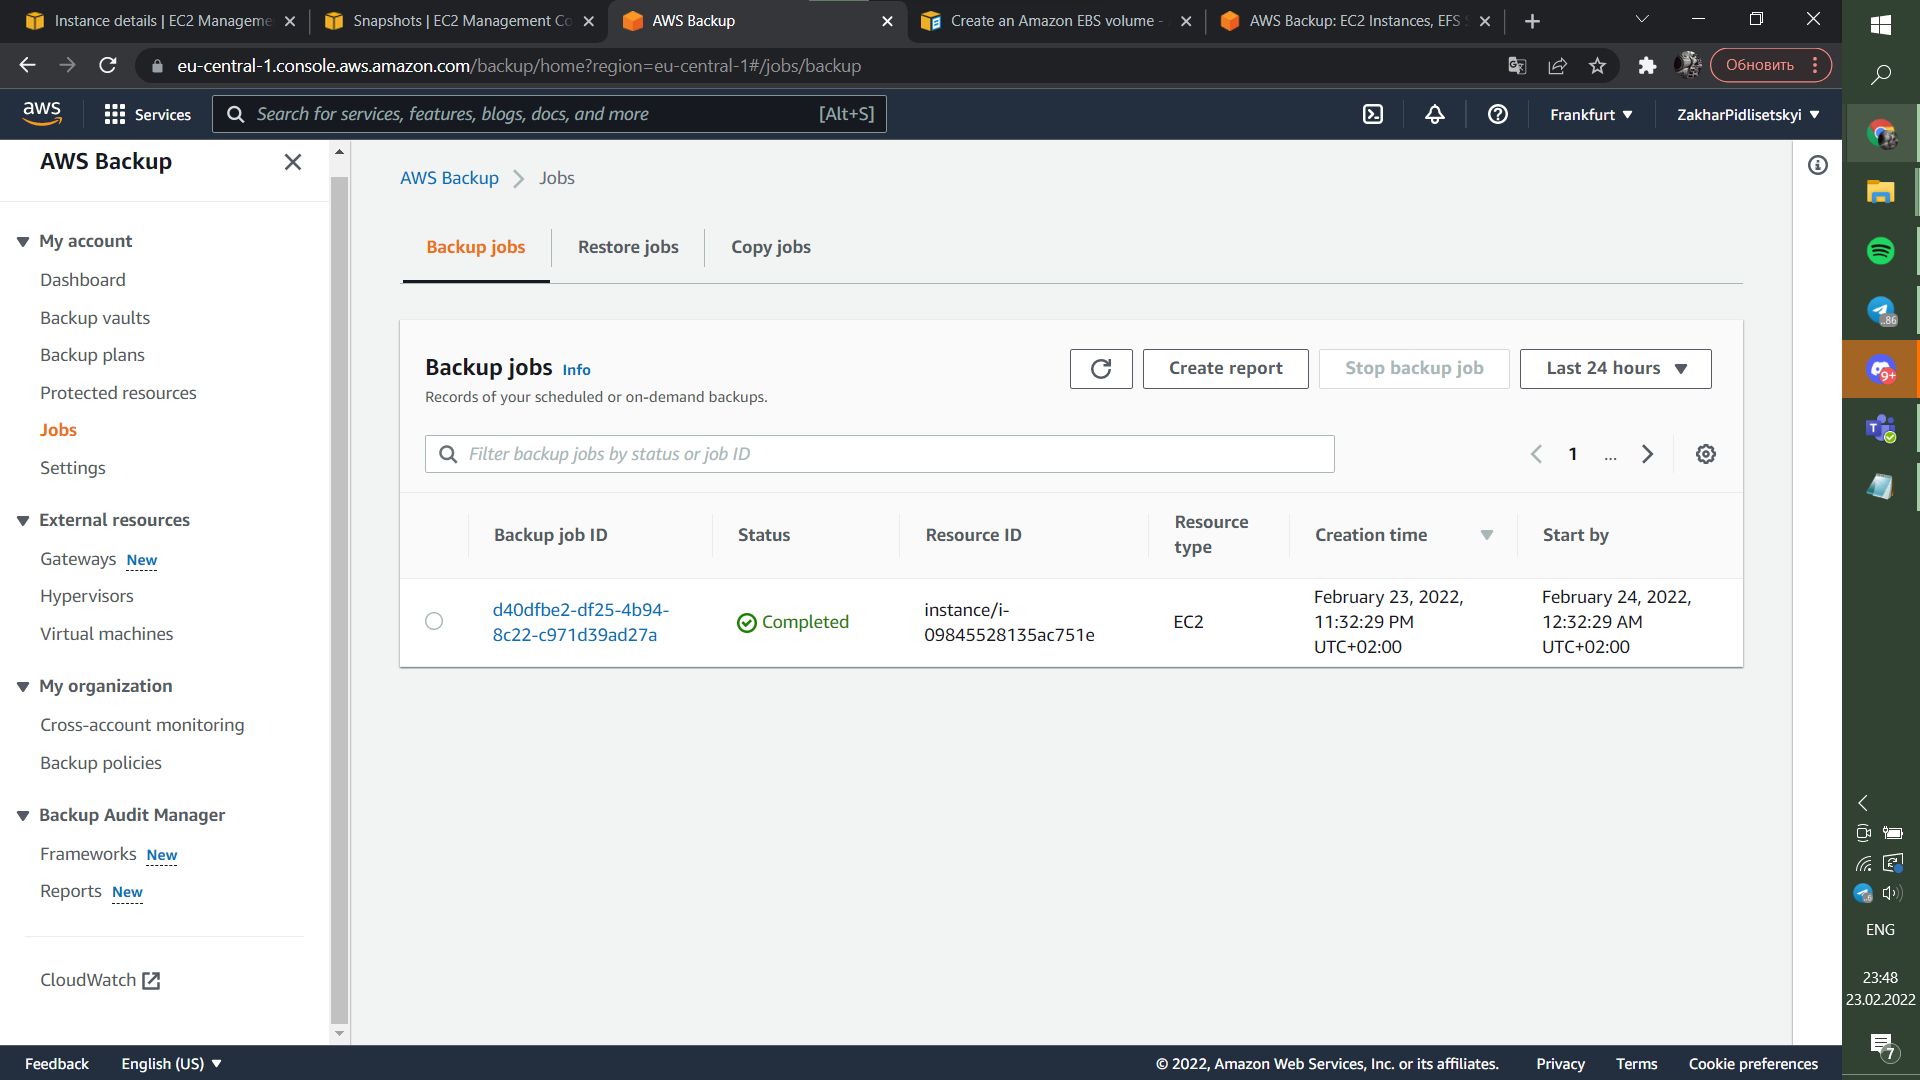 Instance details | EC2 Manageme
Snapshots | EC2 Management Co
AWS Backup
Create an Amazon EBS volume -
AWS Backup: EC2 Instances, EFS S
eu-central-1.console.aws.amazon.com/backup/home?region=eu-central-1#/jobs/backup
Обновить
aws
Services
Search for services, features, blogs, docs, and more
[Alt+S]
Frankfurt
ZakharPidlisetskyi
AWS Backup
My account
Dashboard
Backup vaults
Backup plans
Protected resources
Jobs
Settings
External resources
Gateways New
Hypervisors
Virtual machines
My organization
Cross-account monitoring
Backup policies
Backup Audit Manager
Frameworks New
Reports New
CloudWatch
AWS Backup
Jobs
Backup jobs
Restore jobs
Copy jobs
Backup jobs Info
Records of your scheduled or on-demand backups.
Create report
Stop backup job
Last 24 hours
Filter backup jobs by status or job ID
1 ...
Backup job ID
Status
Resource ID
Resource
type
Creation time
Start by
d40dfbe2-df25-4b94-
8c22-c971d39ad27a
Completed
instance/i-
09845528135ac751e
EC2
February 23, 2022,
11:32:29 PM
UTC+02:00
February 24, 2022,
12:32:29 AM
UTC+02:00
..86
9+
ENG
23:48
23.02.2022
7
Feedback
English (US)
© 2022, Amazon Web Services, Inc. or its affiliates.
Privacy
Terms
Cookie preferences